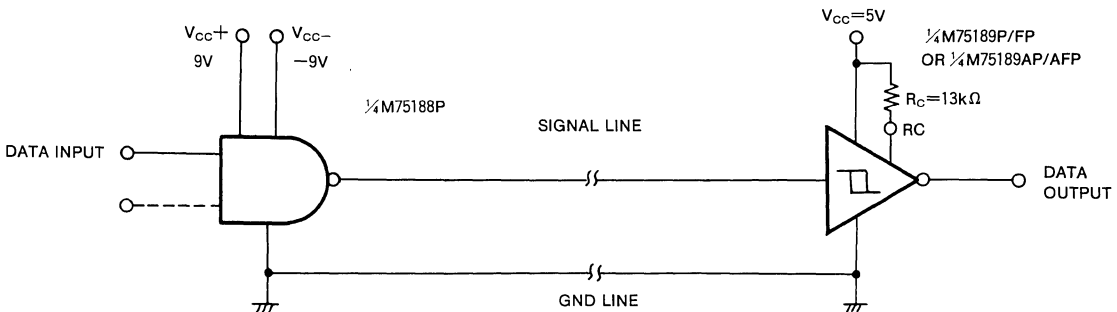 VCC+
9V
VCC−
−9V
¼M75188P
DATA INPUT
SIGNAL LINE
GND LINE
VCC=5V
¼M75189P/FP
OR ¼M75189AP/AFP
RC=13kΩ
RC
DATA
OUTPUT